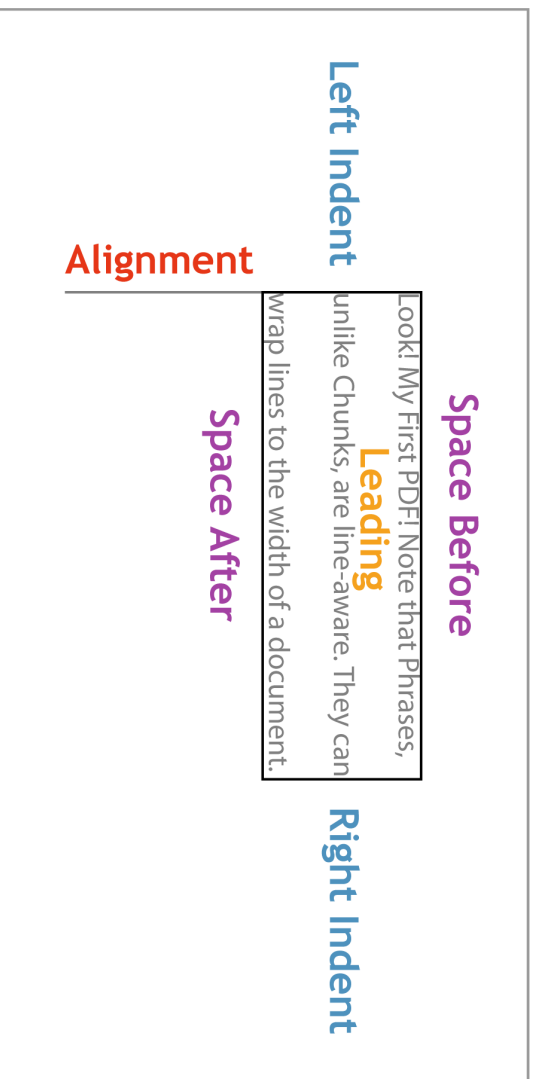 Alignment
Space Before
Left Indent
Look! My First PDF! Note that Phrases,
Leading
unlike Chunks, are line-aware. They can
wrap lines to the width of a document.
Right Indent
Space After